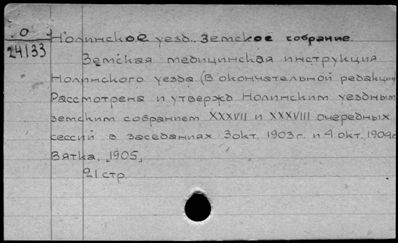 О
24133
Нолинское уезд. Земское собрание
Земская медицинская инструкция
Нолинского уезда (В окончательной редакции
Рассмотрена и утвержд Нолинским уездным
земским собранием XXXVII и XXXVIII очередных
сессий в заседаниях 3 окт. 1903 г. и 4 окт. 1904 г
Вятка, 1905,
21 стр